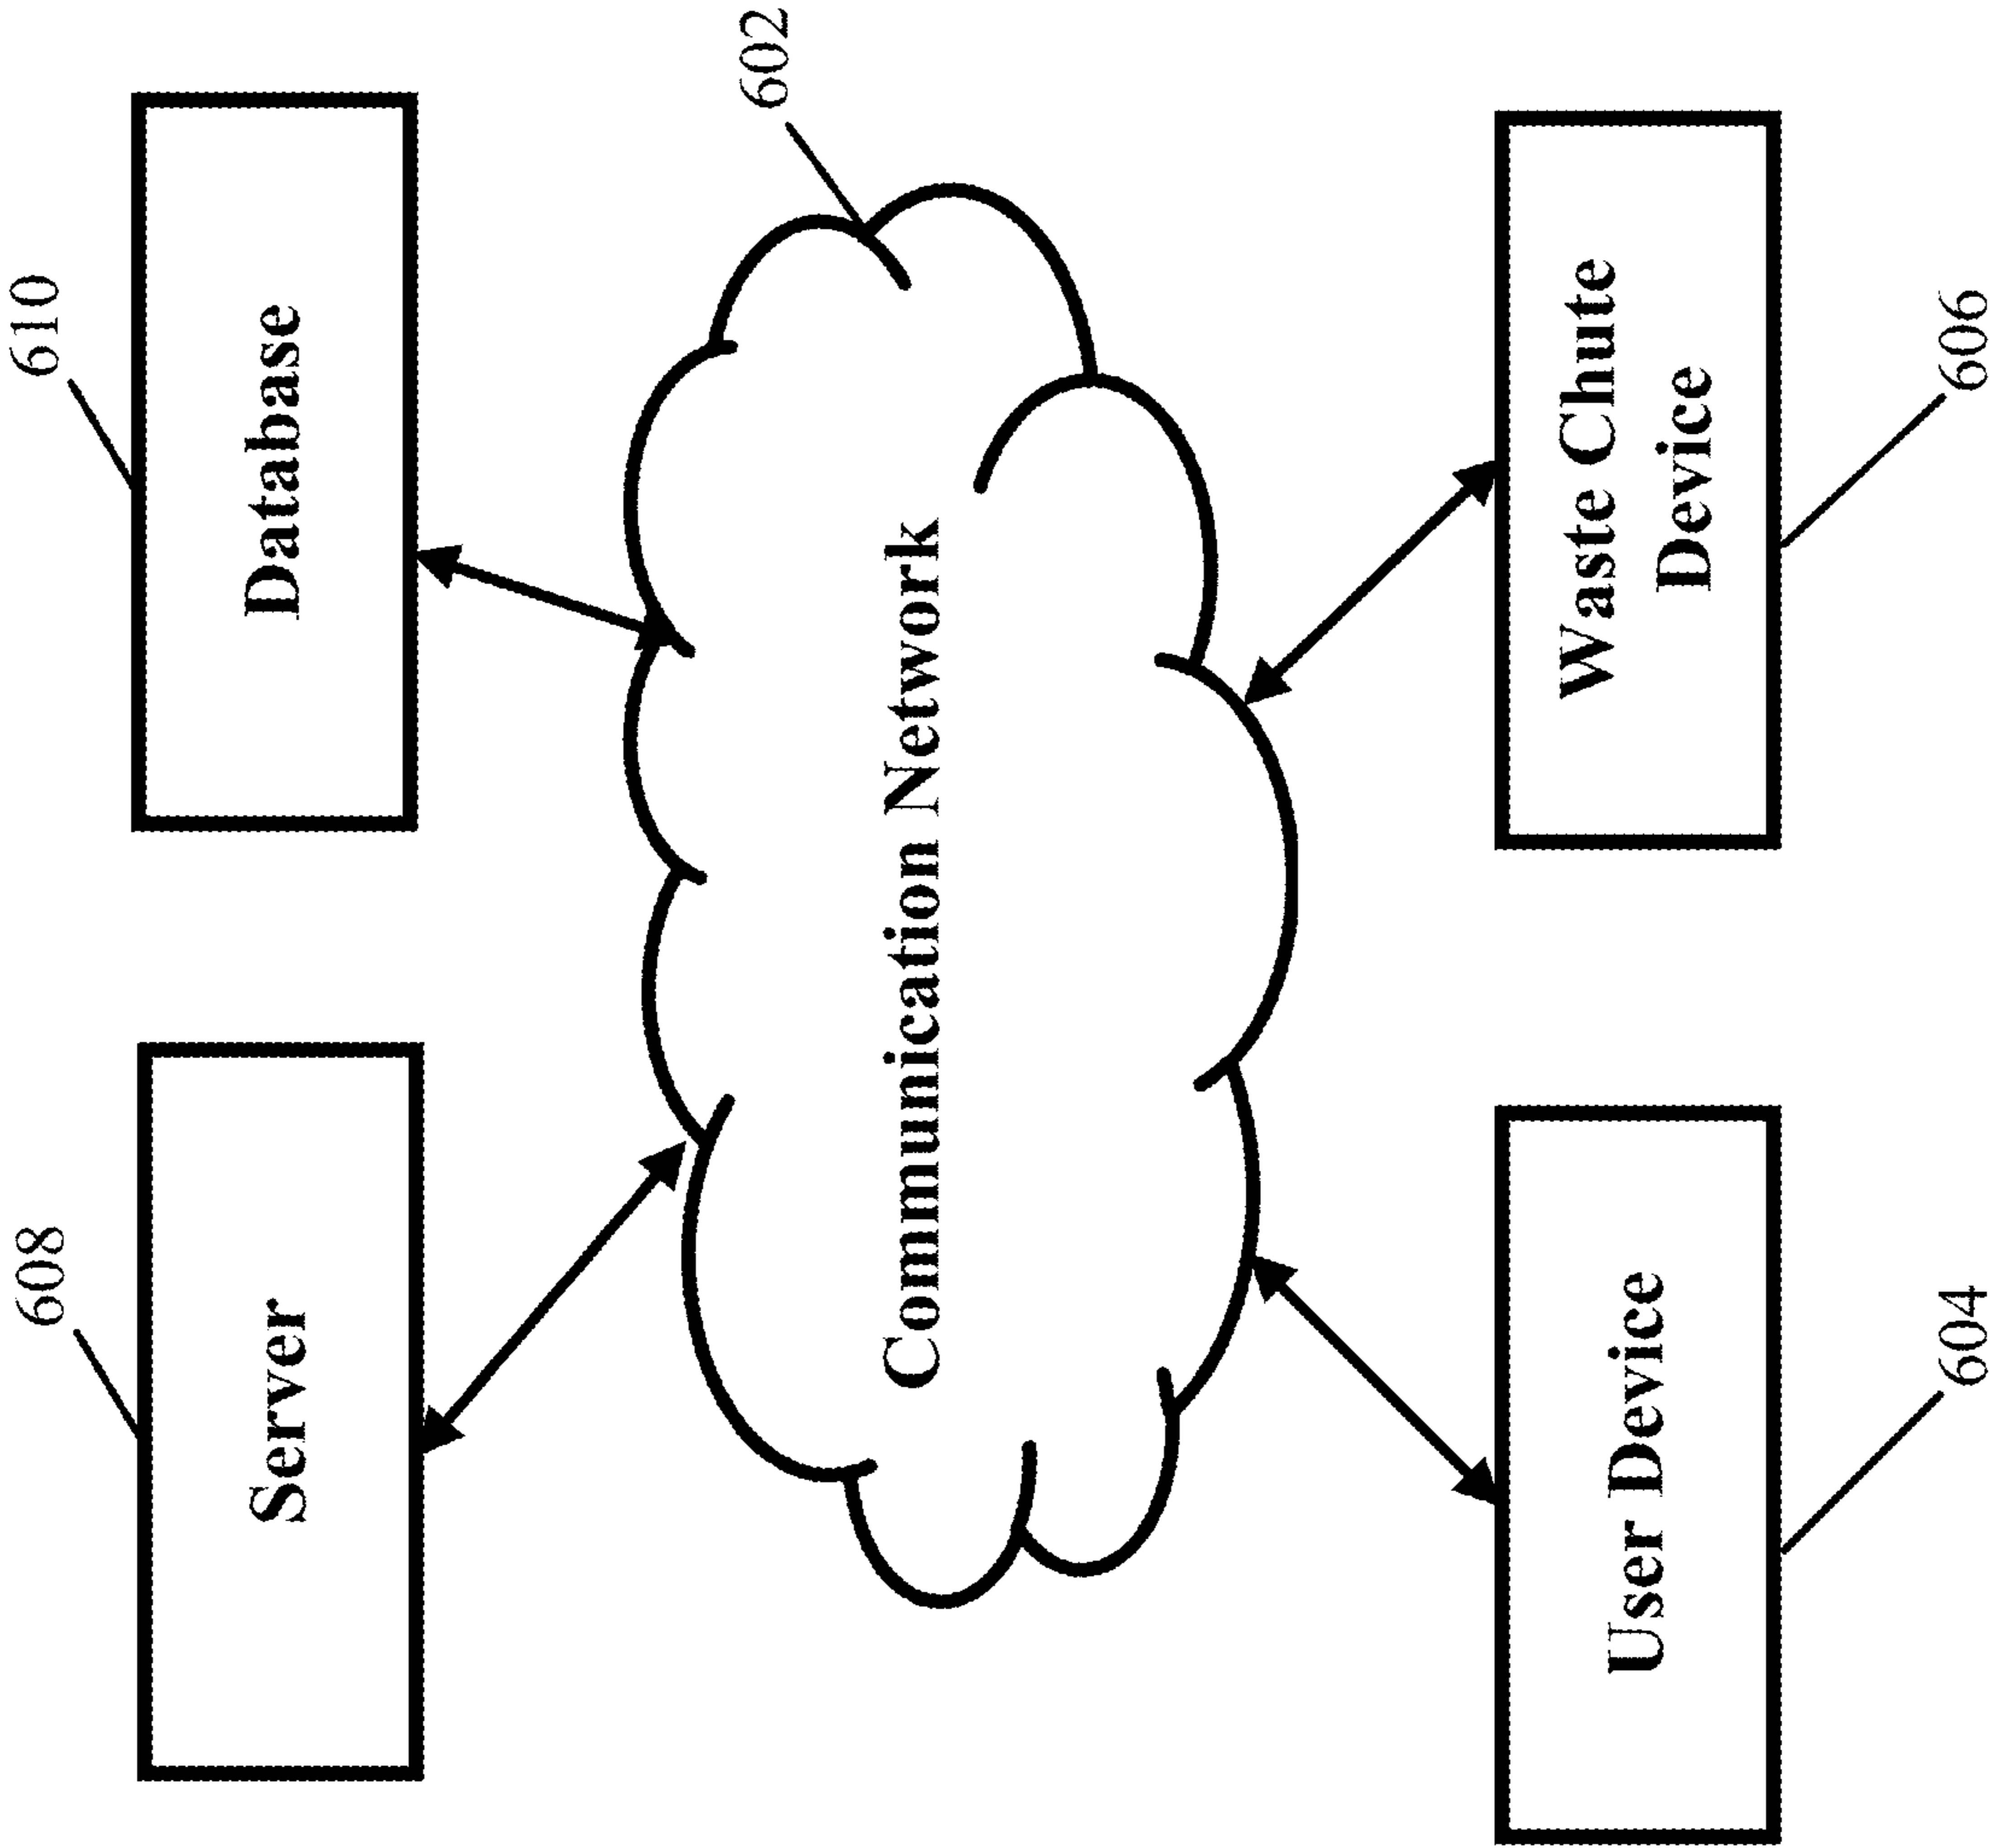 608
610
Server
Database
602
Communication Network
User Device
Waste Chute
Device
604
606